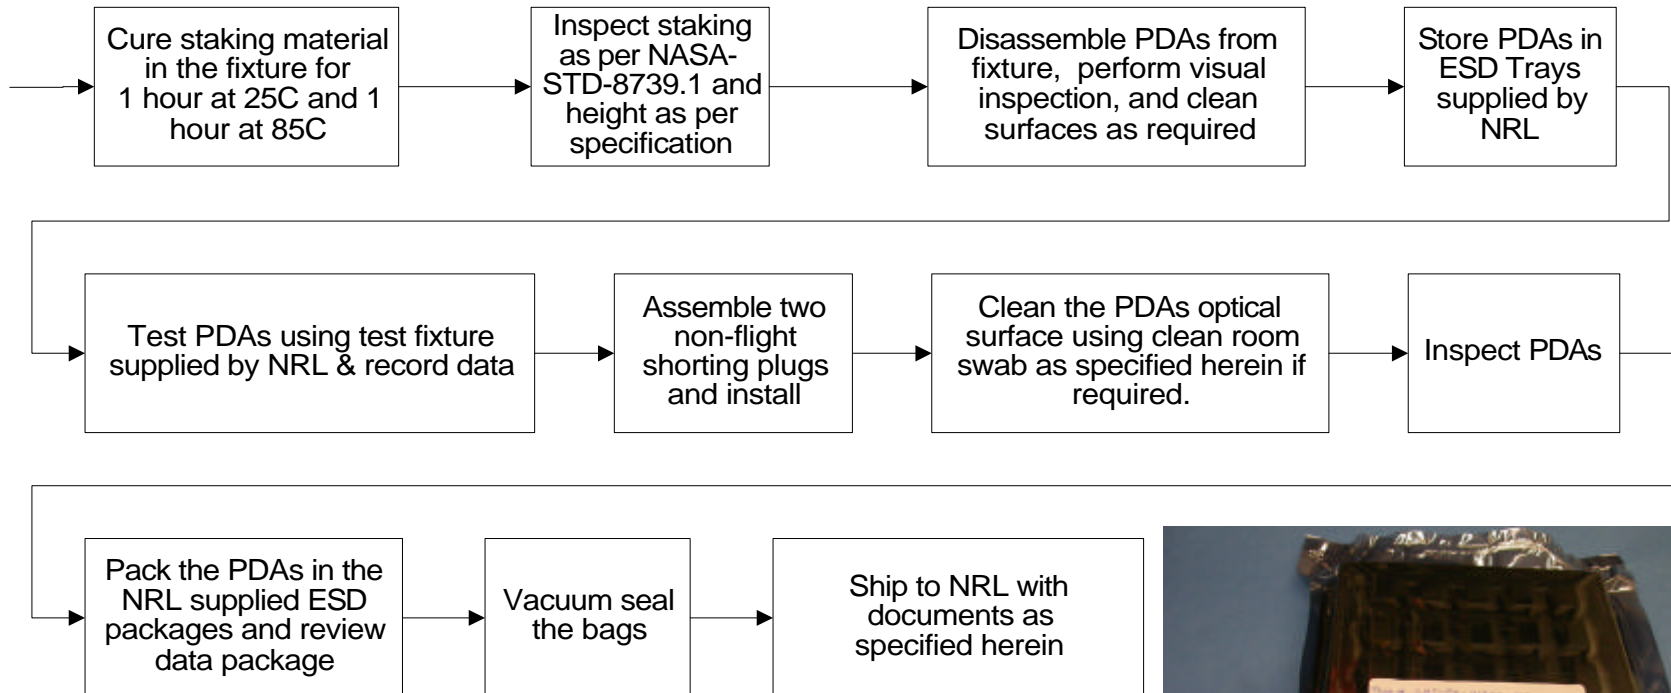 Cure staking material
in the fixture for
1 hour at 25C and 1
hour at 85C
Inspect staking
as per NASA-
STD-8739.1 and
height as per
specification
Disassemble PDAs from
fixture,  perform visual
inspection, and clean
surfaces as required
Store PDAs in
ESD Trays
supplied by
NRL
Test PDAs using test fixture
supplied by NRL & record data
Assemble two
non-flight
shorting plugs
and install
Clean the PDAs optical
surface using clean room
swab as specified herein if
required.
Inspect PDAs
Pack the PDAs in the
NRL supplied ESD
packages and review
data package
Vacuum seal
the bags
Ship to NRL with
documents as
specified herein